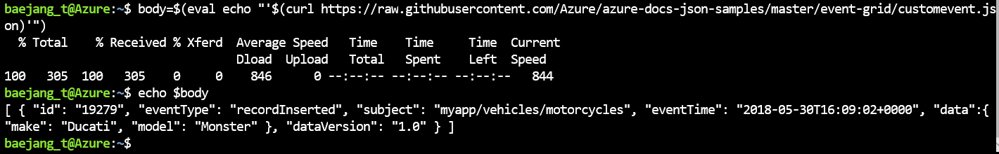 baejang_t@Azure:~$ body=$(eval echo "'$(curl https://raw.githubusercontent.com/Azure/azure-docs-json-samples/master/event-grid/customevent.js
on)'")
  % Total    % Received % Xferd  Average Speed   Time    Time     Time  Current
                                 Dload  Upload   Total   Spent    Left  Speed
100   305  100   305    0     0    846      0 --:--:-- --:--:-- --:--:--   844
baejang_t@Azure:~$ echo $body
[ { "id": "19279", "eventType": "recordInserted", "subject": "myapp/vehicles/motorcycles", "eventTime": "2018-05-30T16:09:02+0000", "data":{
"make": "Ducati", "model": "Monster" }, "dataVersion": "1.0" } ]
baejang_t@Azure:~$